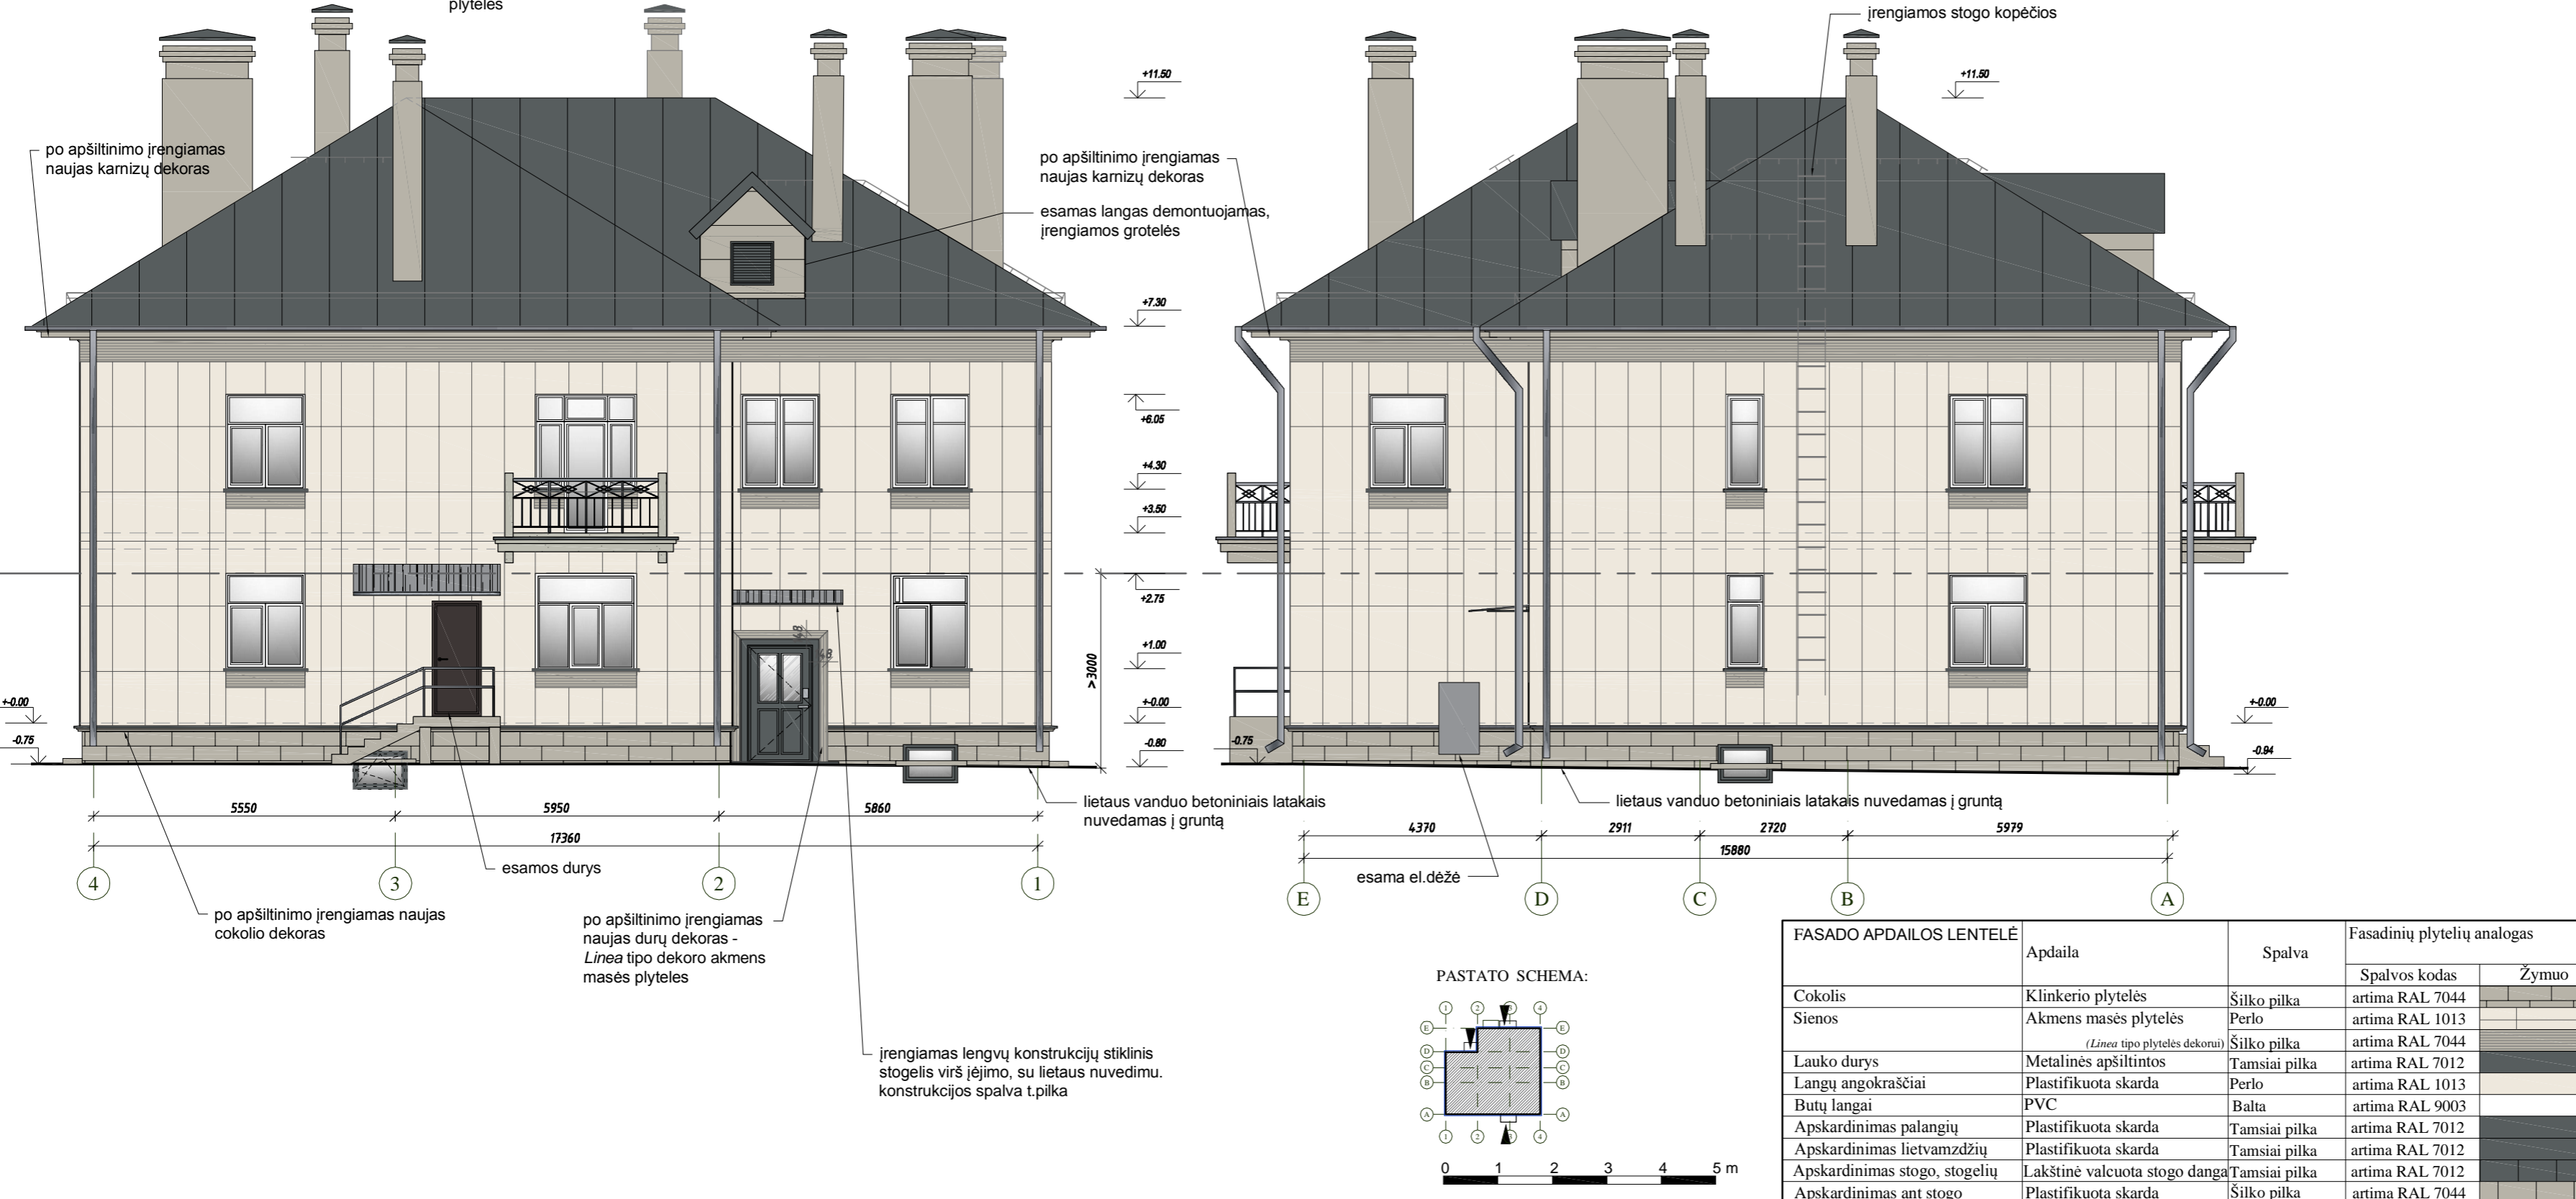 plytelės
įrengiamos stogo kopėčios
+11.50
+11.50
po apšiltinimo įrengiamas
naujas karnizų dekoras
po apšiltinimo įrengiamas
naujas karnizų dekoras
esamas langas demontuojamas,
įrengiamos grotelės
+7.30
+6.05
+4.30
+3.50
+2.75
+1.00
>3000
+-0.00
+-0.00
+-0.00
-0.75
-0.80
-0.75
-0.94
lietaus vanduo betoniniais latakais
nuvedamas į gruntą
lietaus vanduo betoniniais latakais nuvedamas į gruntą
5550
5950
5860
17360
4370
2911
2720
5979
15880
esamos durys
esama el.dėžė
4
3
2
1
E
D
C
B
A
po apšiltinimo įrengiamas naujas
cokolio dekoras
po apšiltinimo įrengiamas
naujas durų dekoras -
Linea tipo dekoro akmens
masės plyteles
įrengiamas lengvų konstrukcijų stiklinis
stogelis virš įėjimo, su lietaus nuvedimu.
konstrukcijos spalva t.pilka
PASTATO SCHEMA:
1 2 3 4
E E
D D
C C
B B
A A
1 2 3 4
0 1 2 3 4 5 m
FASADO APDAILOS LENTELĖ Apdaila Spalva Fasadinių plytelių analogas
Spalvos kodas Žymuo
Cokolis Klinkerio plytelės Šilko pilka artima RAL 7044
Sienos Akmens masės plytelės Perlo artima RAL 1013
(Linea tipo plytelės dekorui) Šilko pilka artima RAL 7044
Lauko durys Metalinės apšiltintos Tamsiai pilka artima RAL 7012
Langų angokraščiai Plastifikuota skarda Perlo artima RAL 1013
Butų langai PVC Balta artima RAL 9003
Apskardinimas palangių Plastifikuota skarda Tamsiai pilka artima RAL 7012
Apskardinimas lietvamzdžių Plastifikuota skarda Tamsiai pilka artima RAL 7012
Apskardinimas stogo, stogelių Lakštinė valcuota stogo danga Tamsiai pilka artima RAL 7012
Apskardinimas ant stogo Plastifikuota skarda Šilko pilka artima RAL 7044